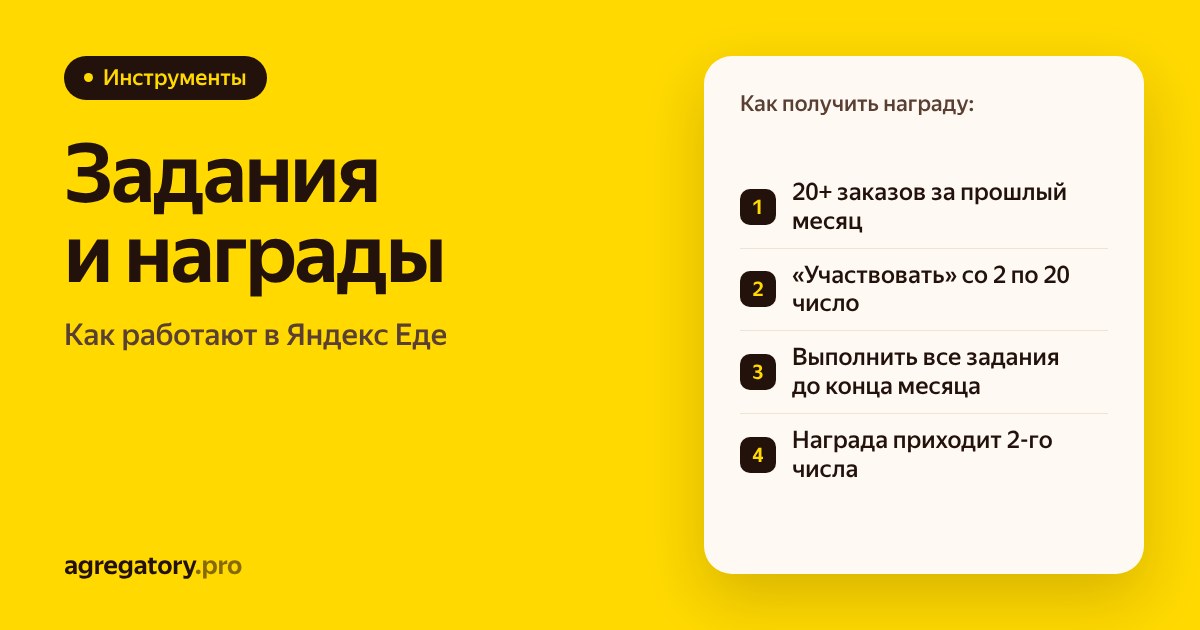 Инструменты
Задания
и награды
Как работают в Яндекс Еде
agregatory.pro
Как получить награду:
1 20+ заказов за прошлый
месяц
2 «Участвовать» со 2 по 20
число
3 Выполнить все задания
до конца месяца
4 Награда приходит 2-го
числа